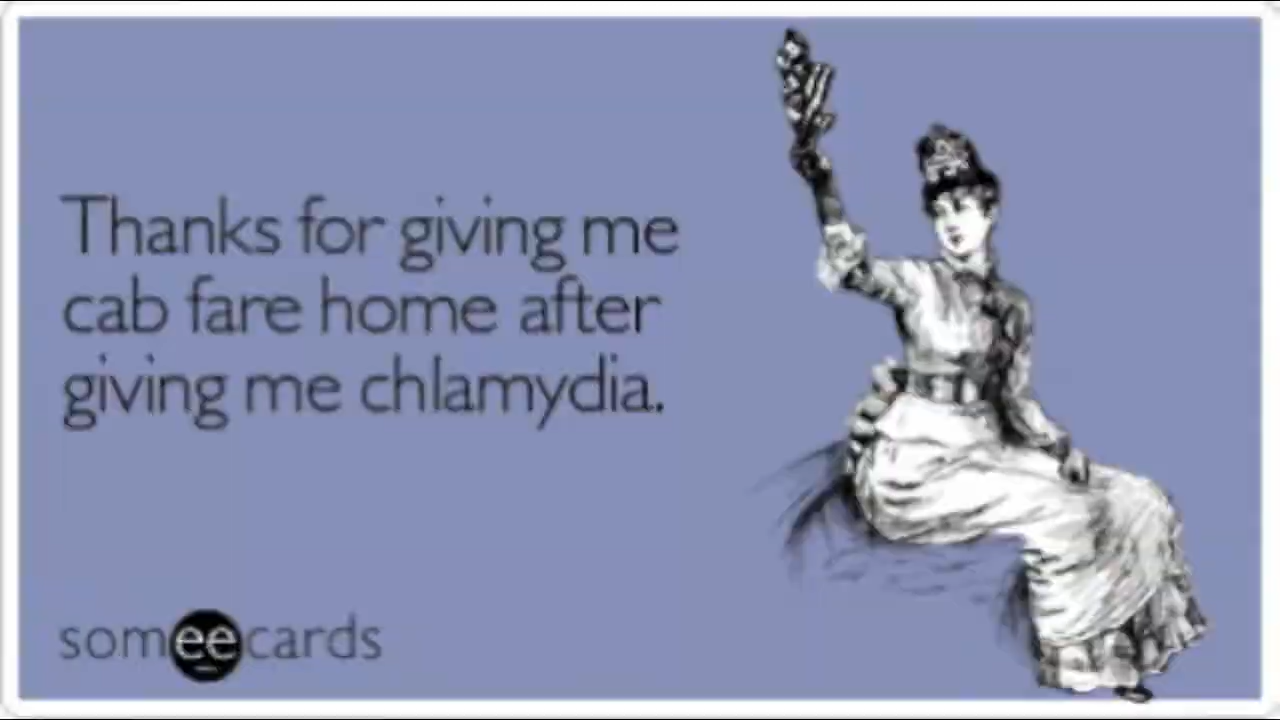 Thanks for giving me
cab fare home after
giving me chlamydia.
someecards